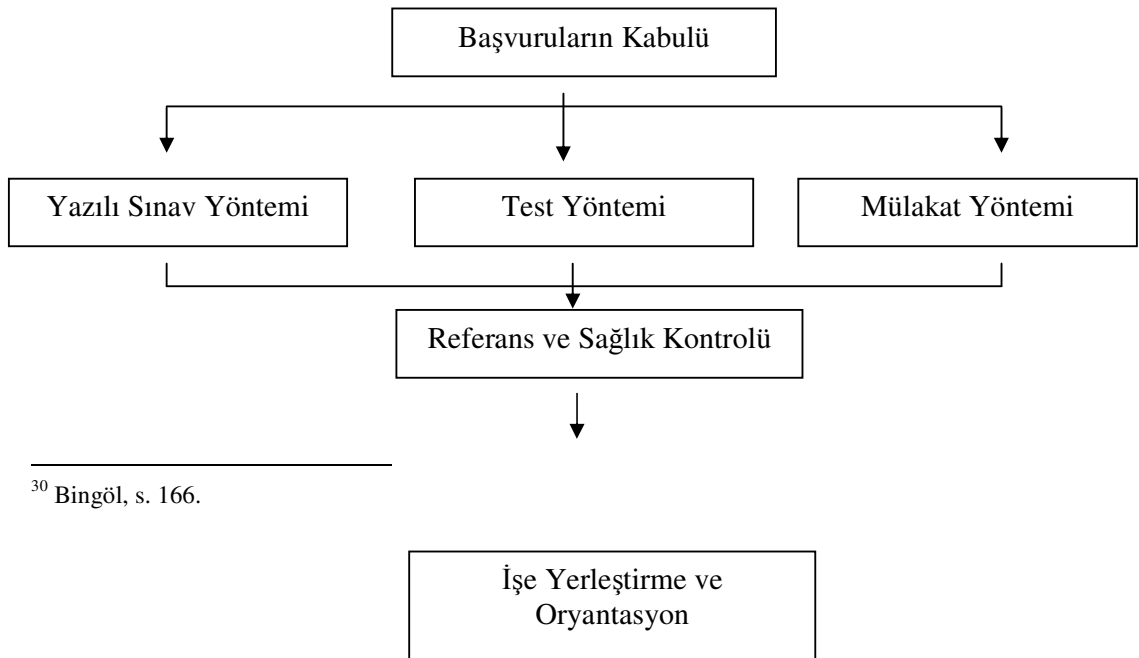 Başvuruların Kabulü
Yazılı Sınav Yöntemi
Test Yöntemi
Mülakat Yöntemi
Referans ve Sağlık Kontrolü
30 Bingöl, s. 166.
İşe Yerleştirme ve
Oryantasyon